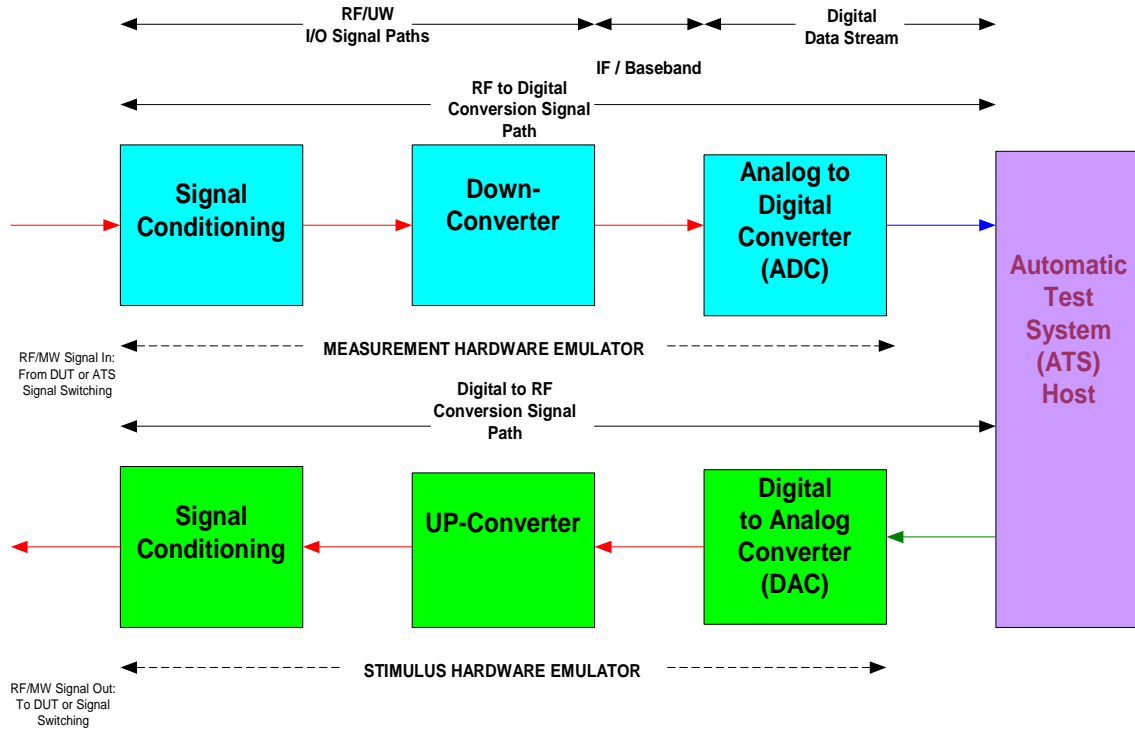 RF/UW
I/O Signal Paths
Digital
Data Stream
IF / Baseband
RF to Digital
Conversion Signal
Path
Signal
Conditioning
Down-
Converter
Analog to
Digital
Converter
(ADC)
Automatic
Test
System
(ATS)
Host
RF/MW Signal In:
From DUT or ATS
Signal Switching
MEASUREMENT HARDWARE EMULATOR
Digital to RF
Conversion Signal
Path
Signal
Conditioning
UP-Converter
Digital
to Analog
Converter
(DAC)
STIMULUS HARDWARE EMULATOR
RF/MW Signal Out:
To DUT or Signal
Switching